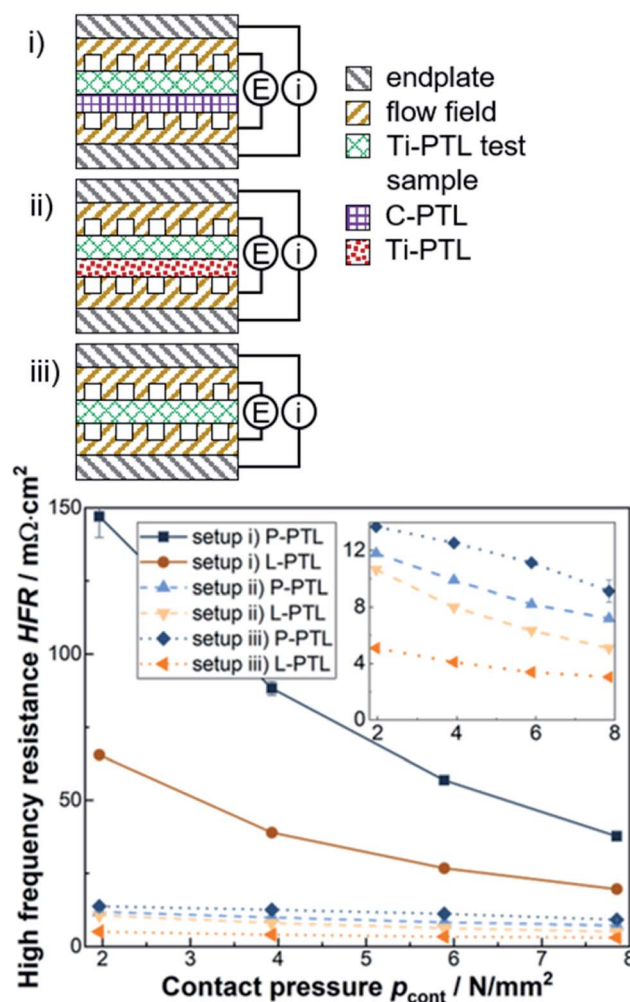 i)
E
i
endplate
flow field
Ti-PTL test
sample
C-PTL
Ti-PTL
ii)
E
i
iii)
E
i
High frequency resistance HFR / mΩ·cm²
150
100
50
0
setup i) P-PTL
setup i) L-PTL
setup ii) P-PTL
setup ii) L-PTL
setup iii) P-PTL
setup iii) L-PTL
12
8
4
0
2 4 6 8
2 3 4 5 6 7 8
Contact pressure p_cont / N/mm²